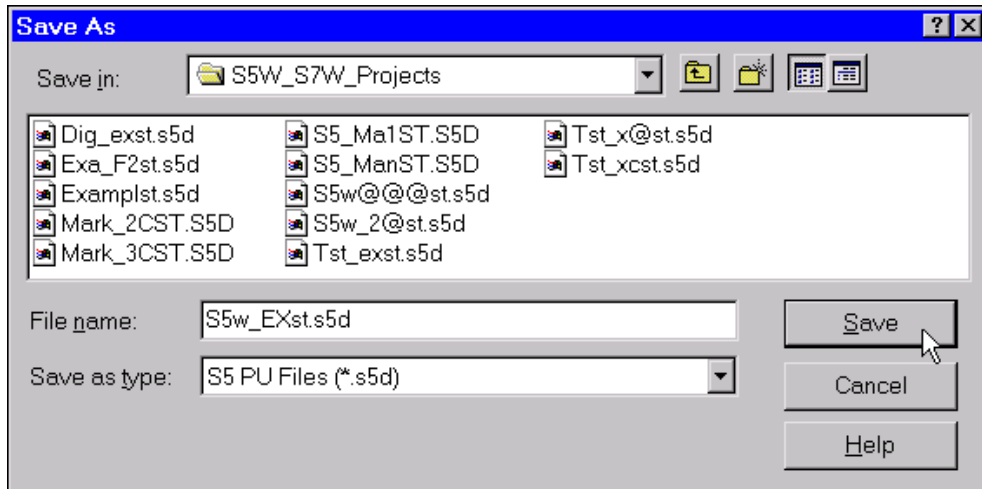 Save As
Save in: S5W_S7W_Projects
Dig_exst.s5d S5_Ma1ST.S5D Tst_x@st.s5d
Exa_F2st.s5d S5_ManST.S5D Tst_xcst.s5d
Examplst.s5d S5w@@@st.s5d
Mark_2CST.S5D S5w_2@st.s5d
Mark_3CST.S5D Tst_exst.s5d
File name: S5w_EXst.s5d Save
Save as type: S5 PU Files (*.s5d) Cancel
Help